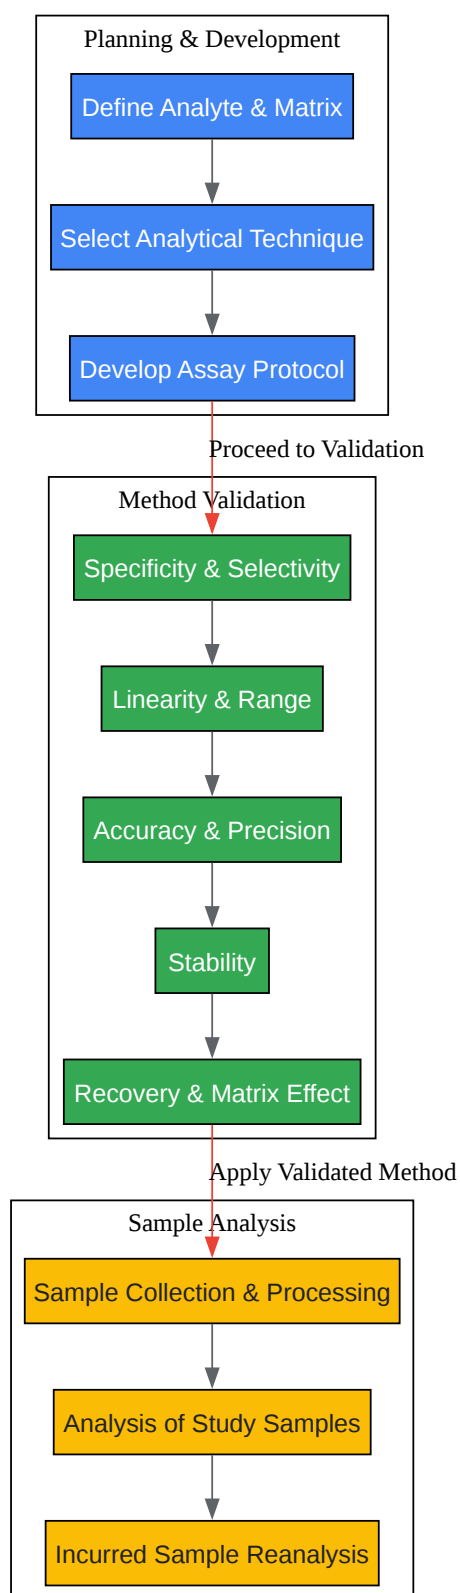 Planning & Development
Define Analyte & Matrix
Select Analytical Technique
Develop Assay Protocol
Proceed to Validation
Method Validation
Specificity & Selectivity
Linearity & Range
Accuracy & Precision
Stability
Recovery & Matrix Effect
Apply Validated Method
Sample Analysis
Sample Collection & Processing
Analysis of Study Samples
Incurred Sample Reanalysis